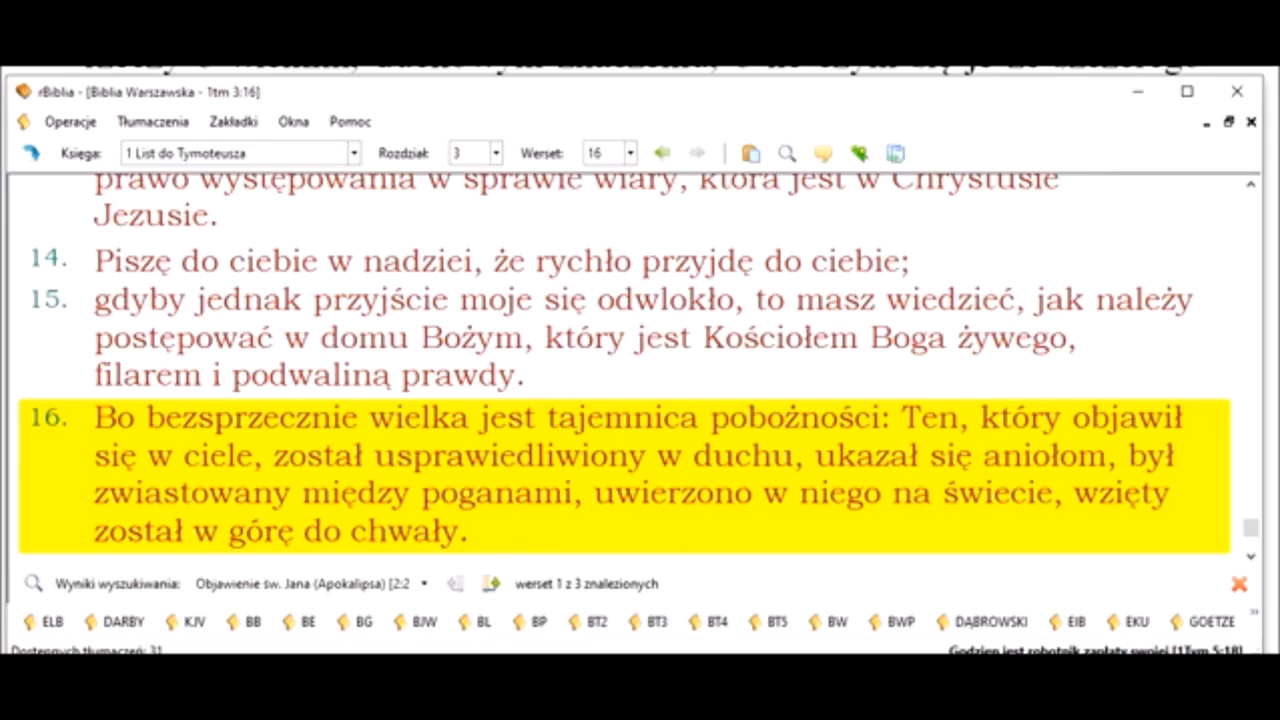 rBiblia - [Biblia Warszawska - 1tm 3:16]
Operacje Tłumaczenia Zakładki Okna Pomoc
Księga: 1 List do Tymoteusza Rozdział: 3 Werset: 16
prawo występowania w sprawie wiary, która jest w Chrystusie
Jezusie.
14. Piszę do ciebie w nadziei, że rychło przyjdę do ciebie;
15. gdyby jednak przyjście moje się odwlokło, to masz wiedzieć, jak należy
postępować w domu Bożym, który jest Kościołem Boga żywego,
filarem i podwaliną prawdy.
16. Bo bezsprzecznie wielka jest tajemnica pobożności: Ten, który objawił
się w ciele, został usprawiedliwiony w duchu, ukazał się aniołom, był
zwiastowany między poganami, uwierzono w niego na świecie, wzięty
został w górę do chwały.
Wyniki wyszukiwania: Objawienie św. Jana (Apokalipsa) [2:2 werset 1 z 3 znalezionych
ELB DARBY KJV BB BE BG BJW BL BP BT2 BT3 BT4 BT5 BW BWP DĄBROWSKI EIB EKU GOETZE
Dostępnych tłumaczeń: 31 Godzien jest robotnik zapłaty swojej [1Tym 5:18]